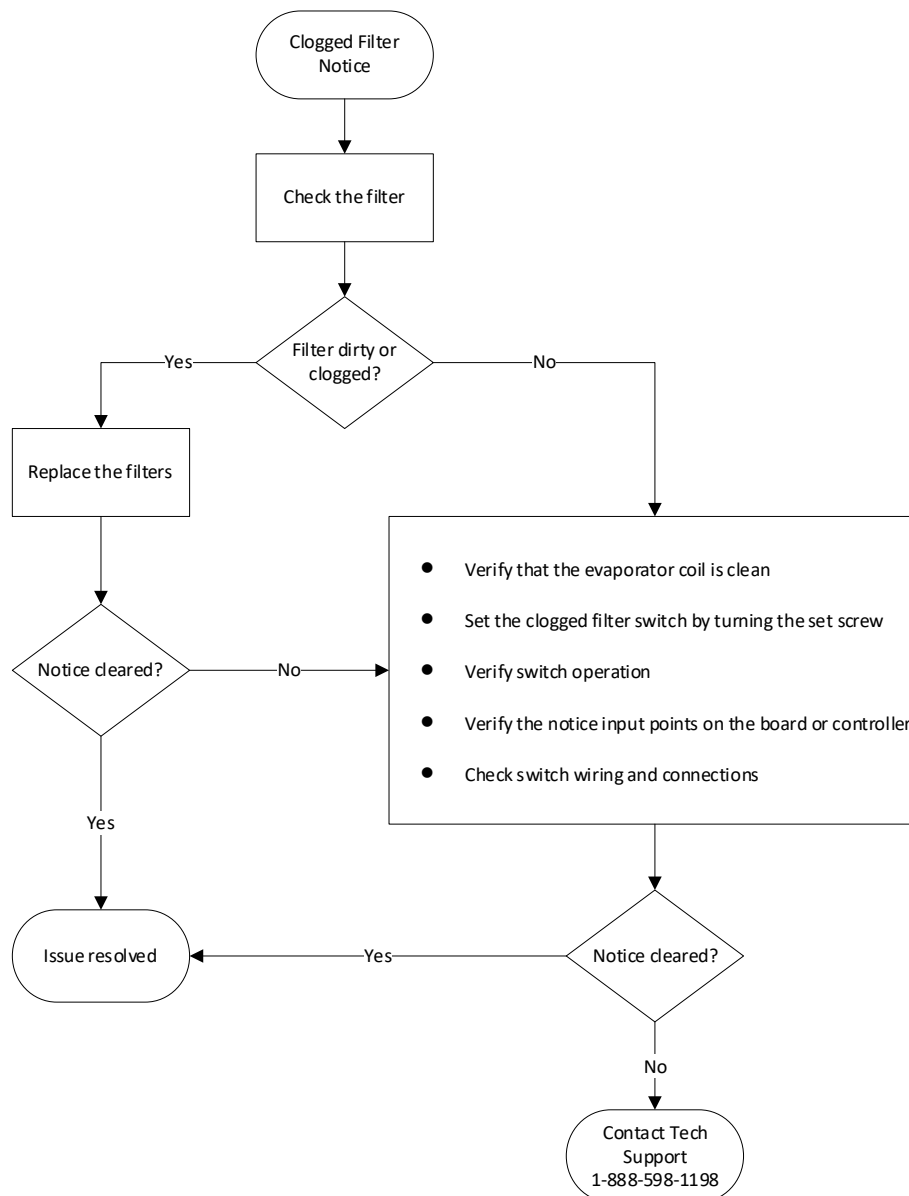 Clogged Filter
Notice
Check the filter
Filter dirty or
clogged?
Yes
No
Replace the filters
● Verify that the evaporator coil is clean
● Set the clogged filter switch by turning the set screw
● Verify switch operation
● Verify the notice input points on the board or controller
● Check switch wiring and connections
Notice cleared?
No
Yes
Issue resolved
Yes
Notice cleared?
No
Contact Tech
Support
1-888-598-1198